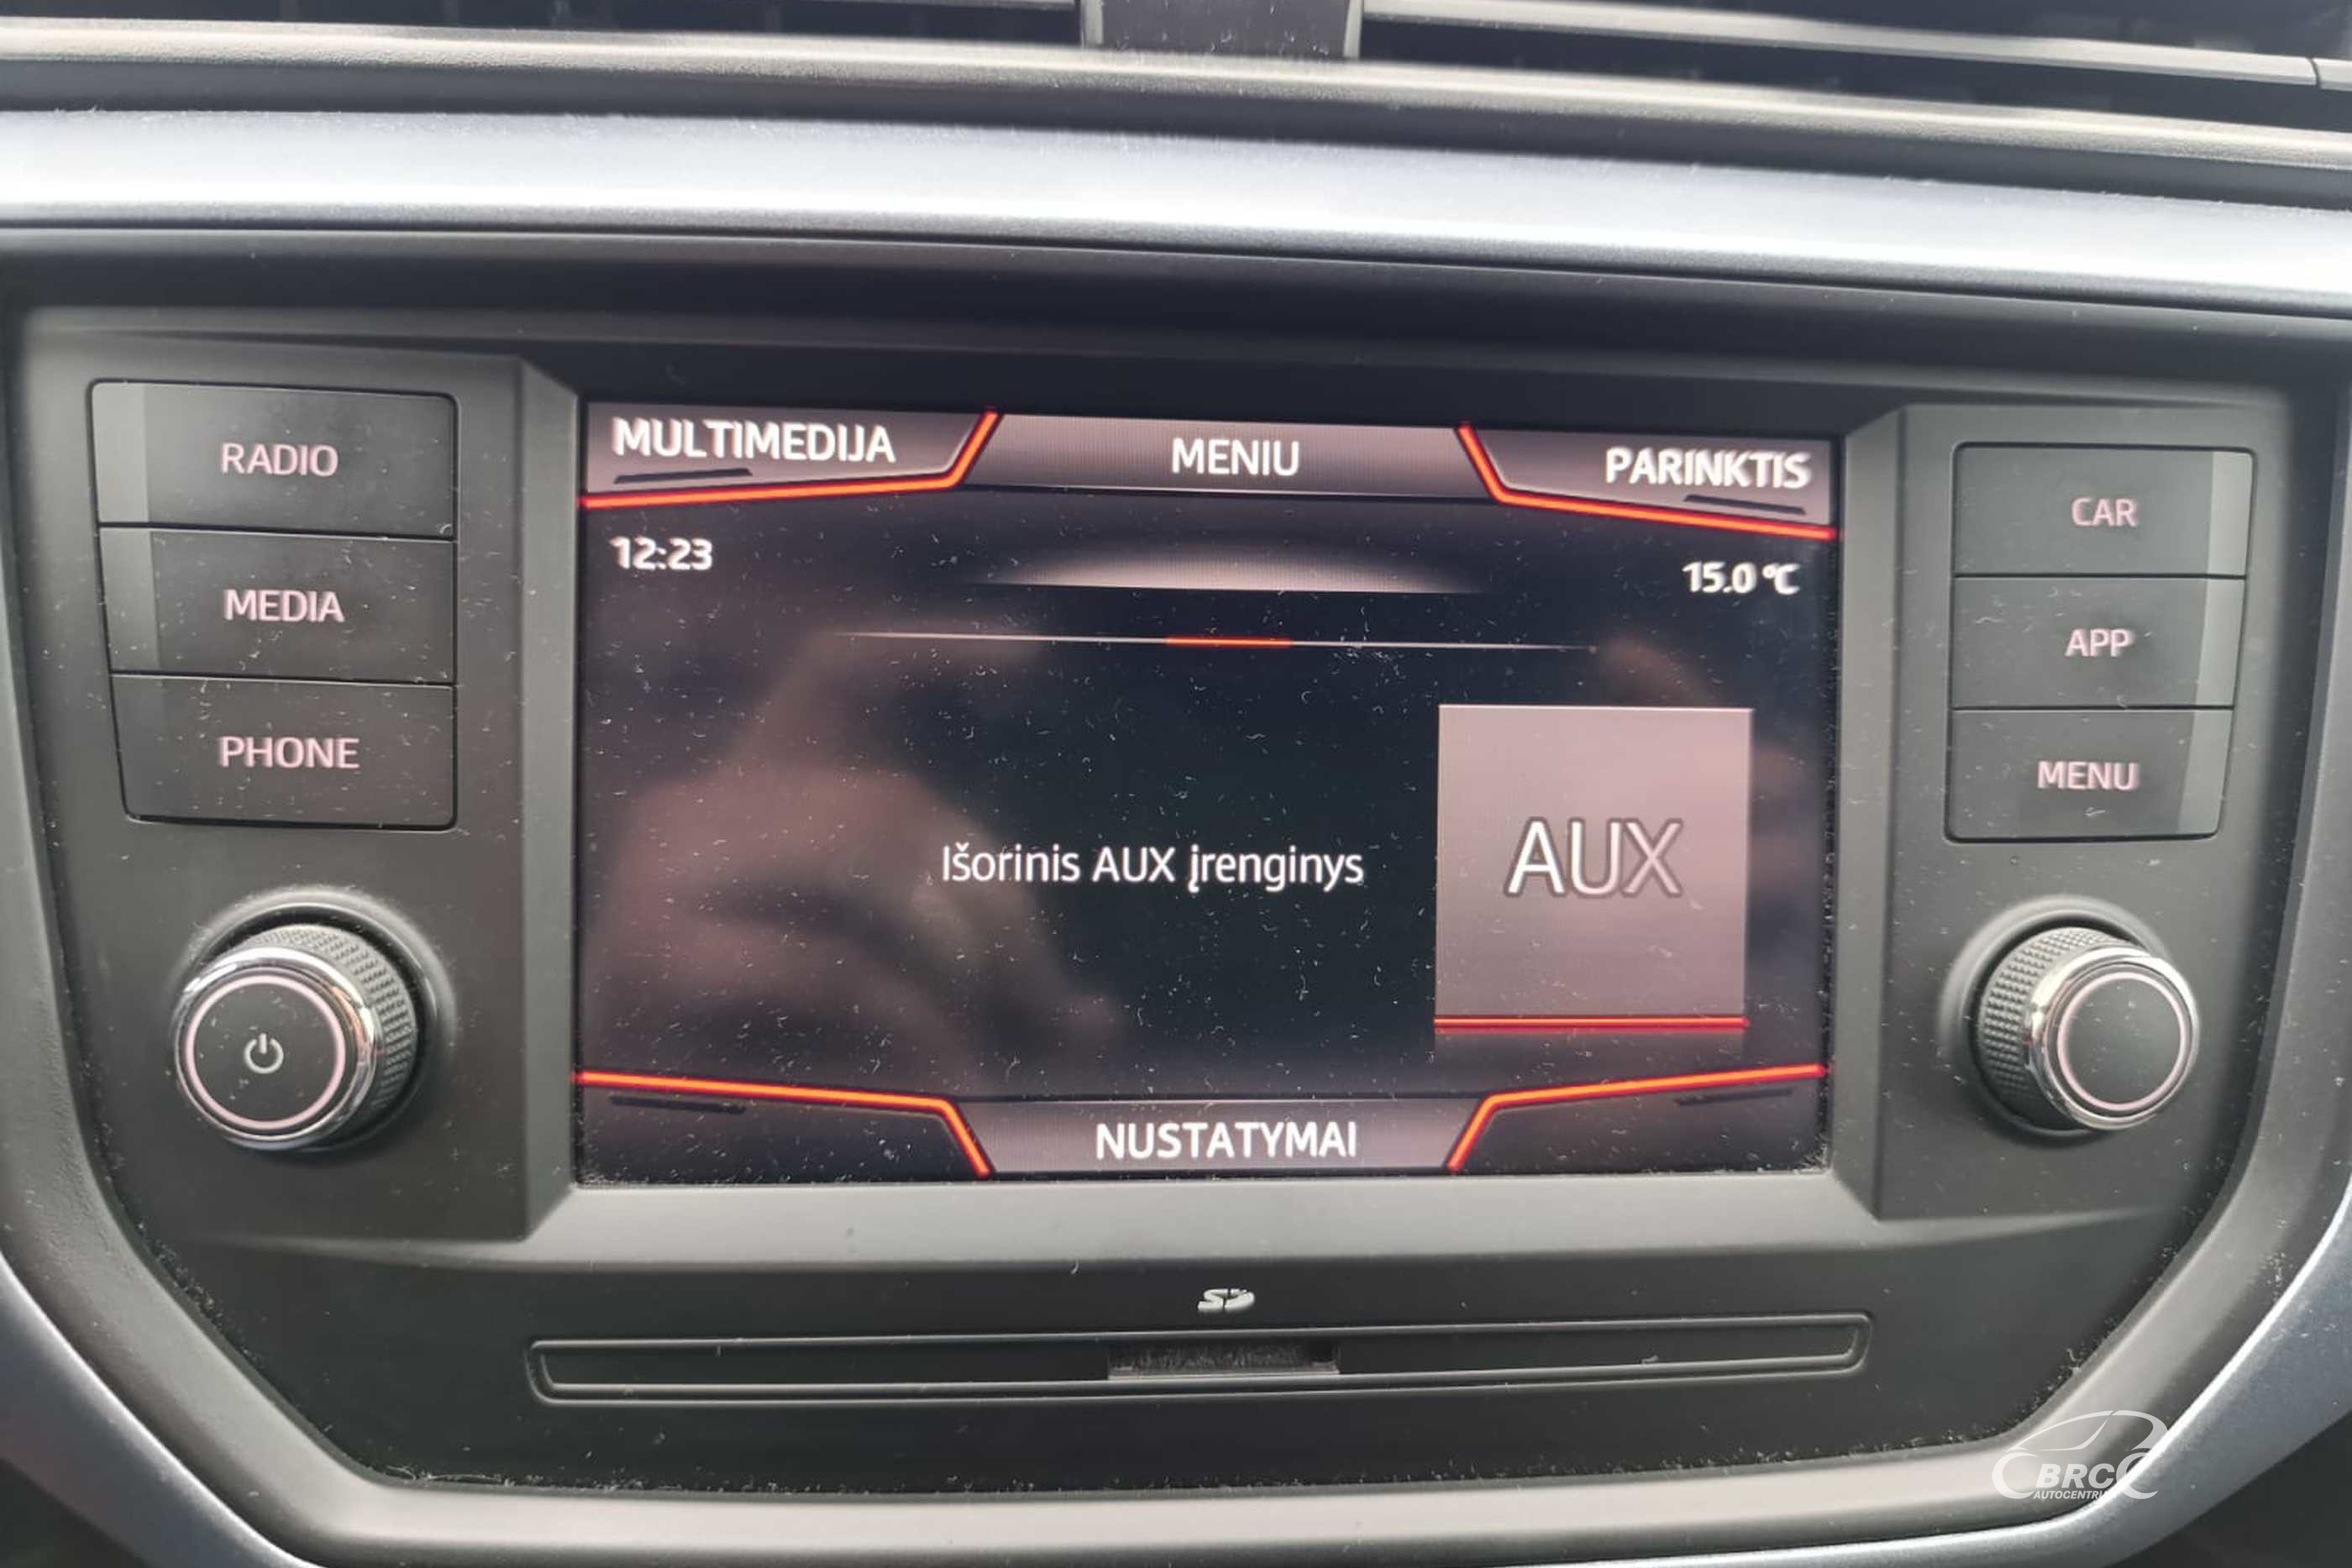 RADIO
MEDIA
PHONE
MULTIMEDIJA
MENIU
PARINKTIS
12:23
15.0 °C
Išorinis AUX įrenginys
AUX
NUSTATYMAI
CAR
APP
MENU
SD
BRC